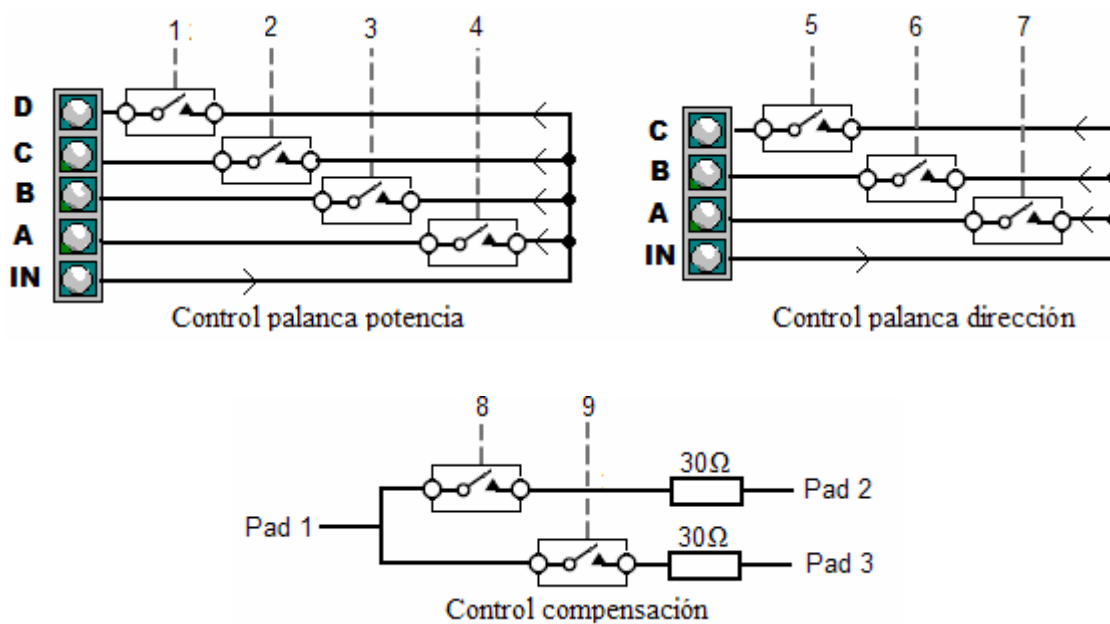 1 2 3 4
D
C
B
A
IN
Control palanca potencia
5 6 7
C
B
A
IN
Control palanca dirección
8 9
30Ω
Pad 2
Pad 1
30Ω
Pad 3
Control compensación